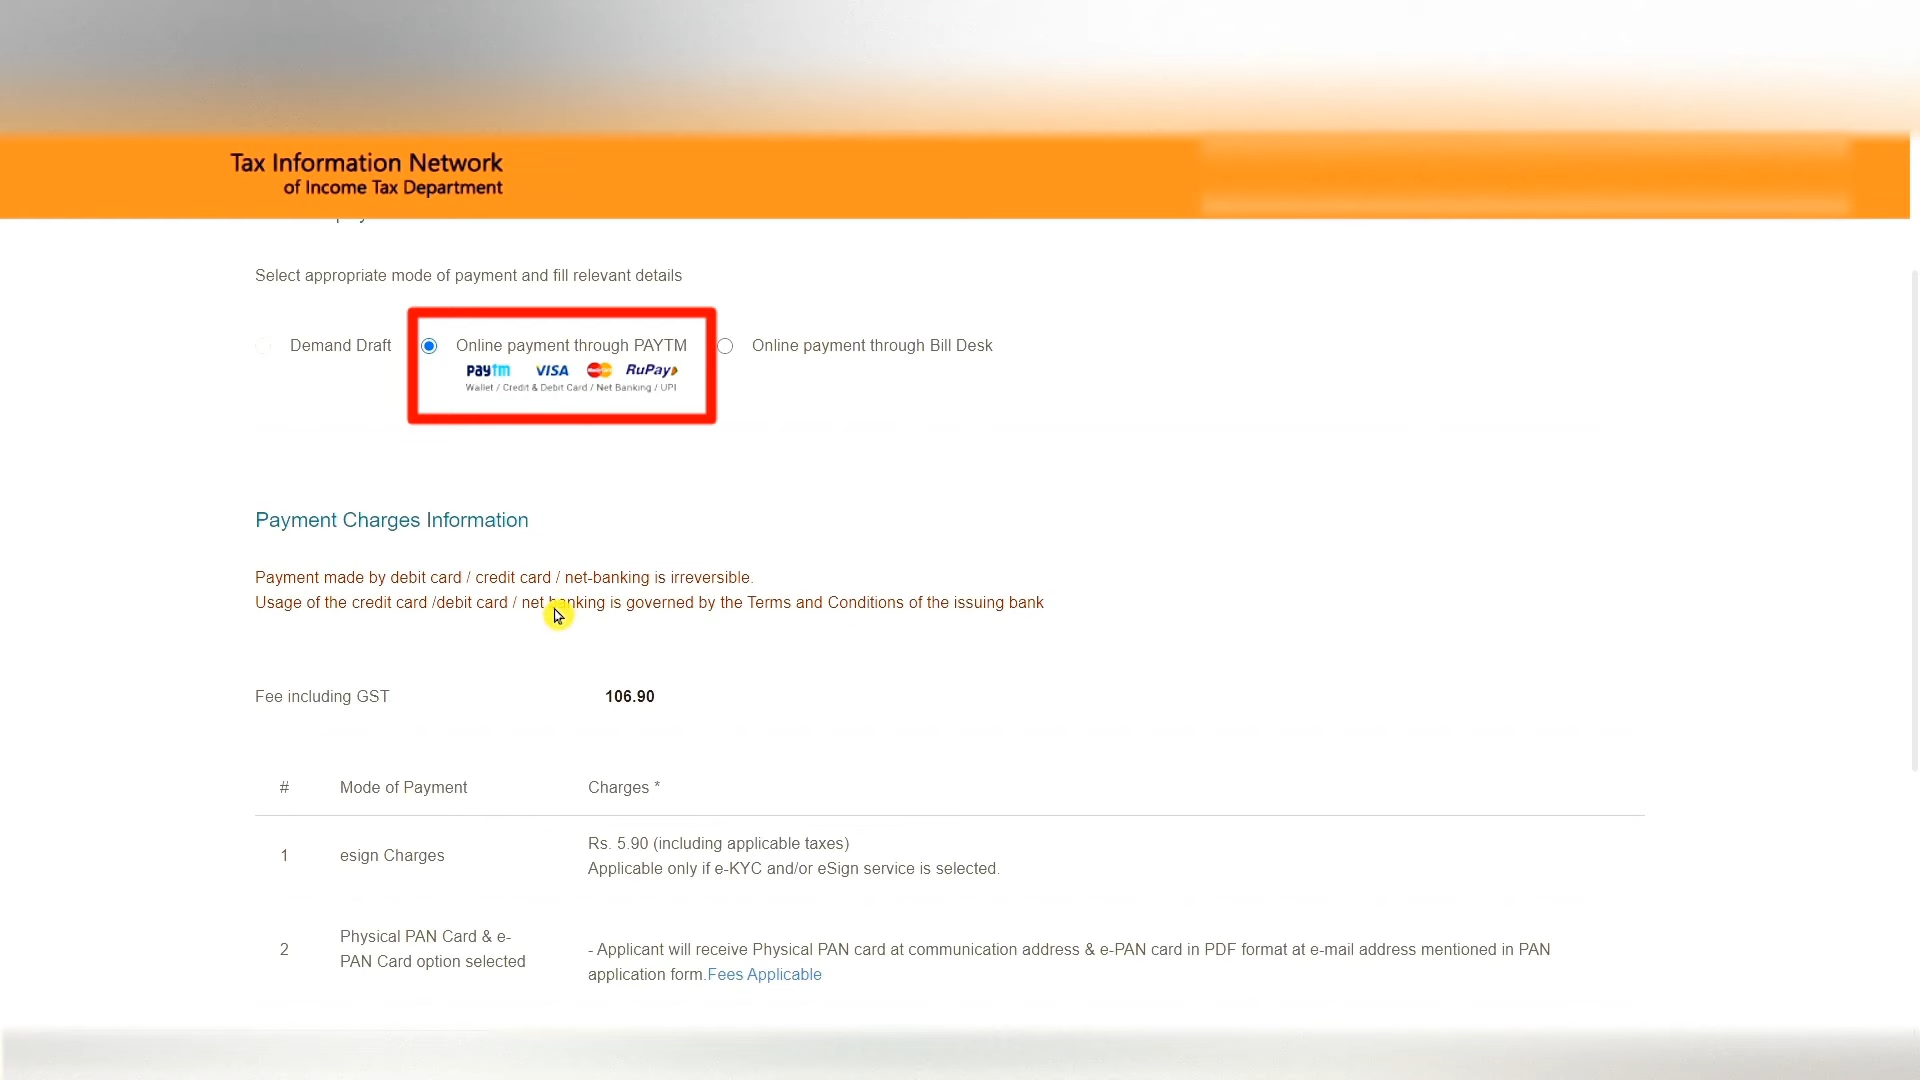 Tax Information Network
of Income Tax Department
Select appropriate mode of payment and fill relevant details
Demand Draft
Online payment through PAYTM
Online payment through Bill Desk
paytm VISA MasterCard RuPay
Wallet / Credit & Debit Card / Net Banking / UPI
Payment Charges Information
Payment made by debit card / credit card / net-banking is irreversible.
Usage of the credit card /debit card / net banking is governed by the Terms and Conditions of the issuing bank
Fee including GST 106.90
# Mode of Payment Charges *
1 esign Charges
Rs. 5.90 (including applicable taxes)
Applicable only if e-KYC and/or eSign service is selected.
2
Physical PAN Card & e-
PAN Card option selected
- Applicant will receive Physical PAN card at communication address & e-PAN card in PDF format at e-mail address mentioned in PAN
application form.Fees Applicable